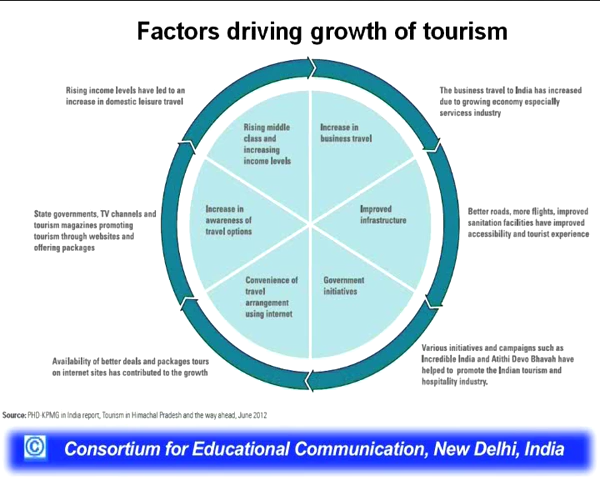 Factors driving growth of tourism
Rising income levels have led to an
increase in domestic leisure travel
The business travel to India has increased
due to growing economy especially
servicess industry
Rising middle
class and
increasing
income levels
Increase in
business travel
State governments, TV channels and
tourism magazines promoting
tourism through websites and
offering packages
Increase in
awareness of
travel options
Improved
infrastructure
Better roads, more flights, improved
sanitation facilities have improved
accessibility and tourist experience
Convenience of
travel
arrangement
using internet
Government
initiatives
Availability of better deals and packages tours
on internet sites has contributed to the growth
Various initiatives and campaigns such as
Incredible India and Atithi Devo Bhavah have
helped to promote the Indian tourism and
hospitality industry.
Source: PHD-KPMG in India report, Tourism in Himachal Pradesh and the way ahead, June 2012
© Consortium for Educational Communication, New Delhi, India